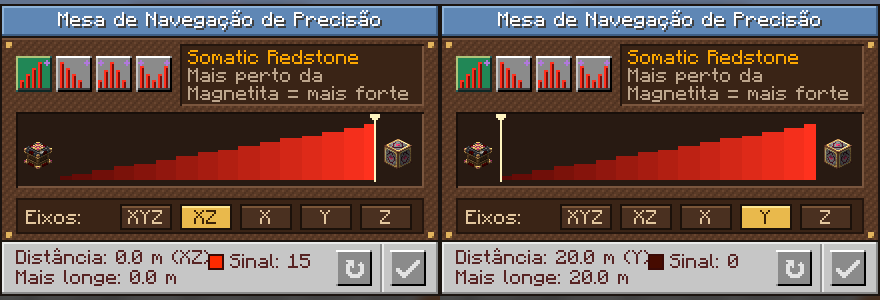 Mesa de Navegação de Precisão
Somatic Redstone
Mais perto da
Magnetita = mais forte
Eixos: XYZ XZ X Y Z
Distância: 0.0 m (XZ) Sinal: 15
Mais longe: 0.0 m
Mesa de Navegação de Precisão
Somatic Redstone
Mais perto da
Magnetita = mais forte
Eixos: XYZ XZ X Y Z
Distância: 20.0 m (Y) Sinal: 0
Mais longe: 20.0 m